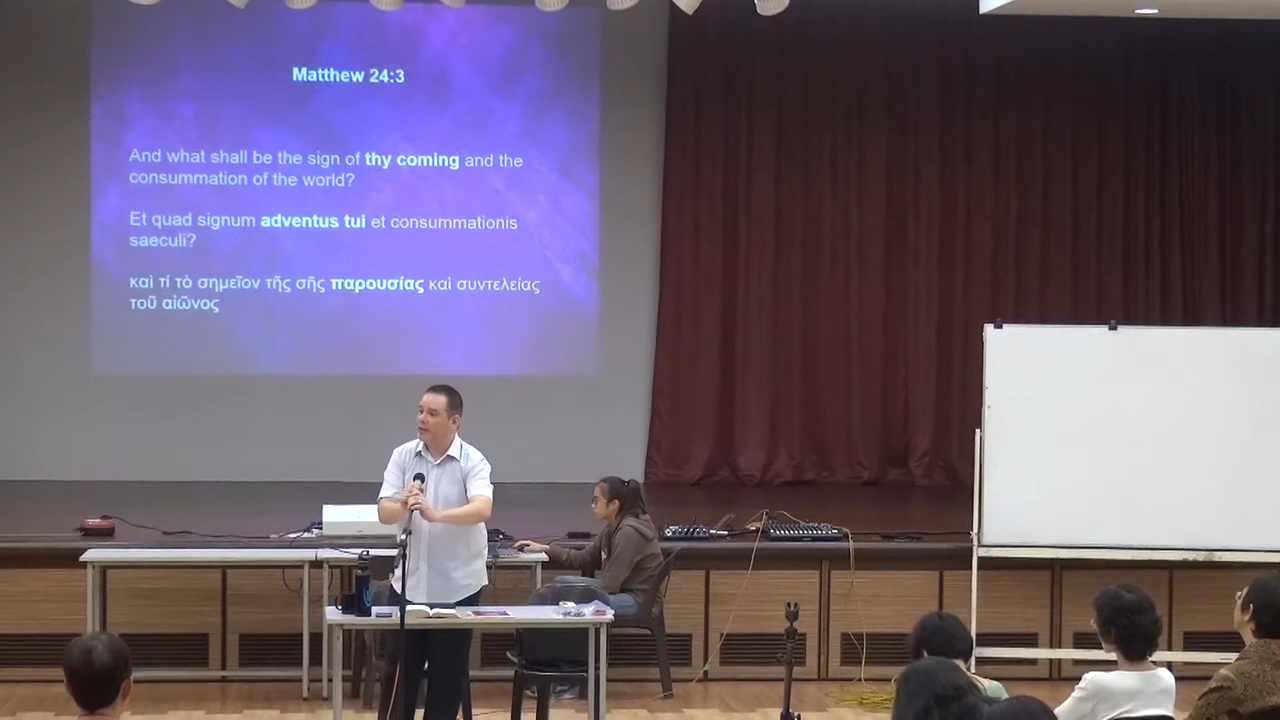 Matthew 24:3
And what shall be the sign of thy coming and the
consummation of the world?
Et quad signum adventus tui et consummationis
saeculi?
καὶ τί τὸ σημεῖον τῆς σῆς παρουσίας καὶ συντελείας
τοῦ αἰῶνος